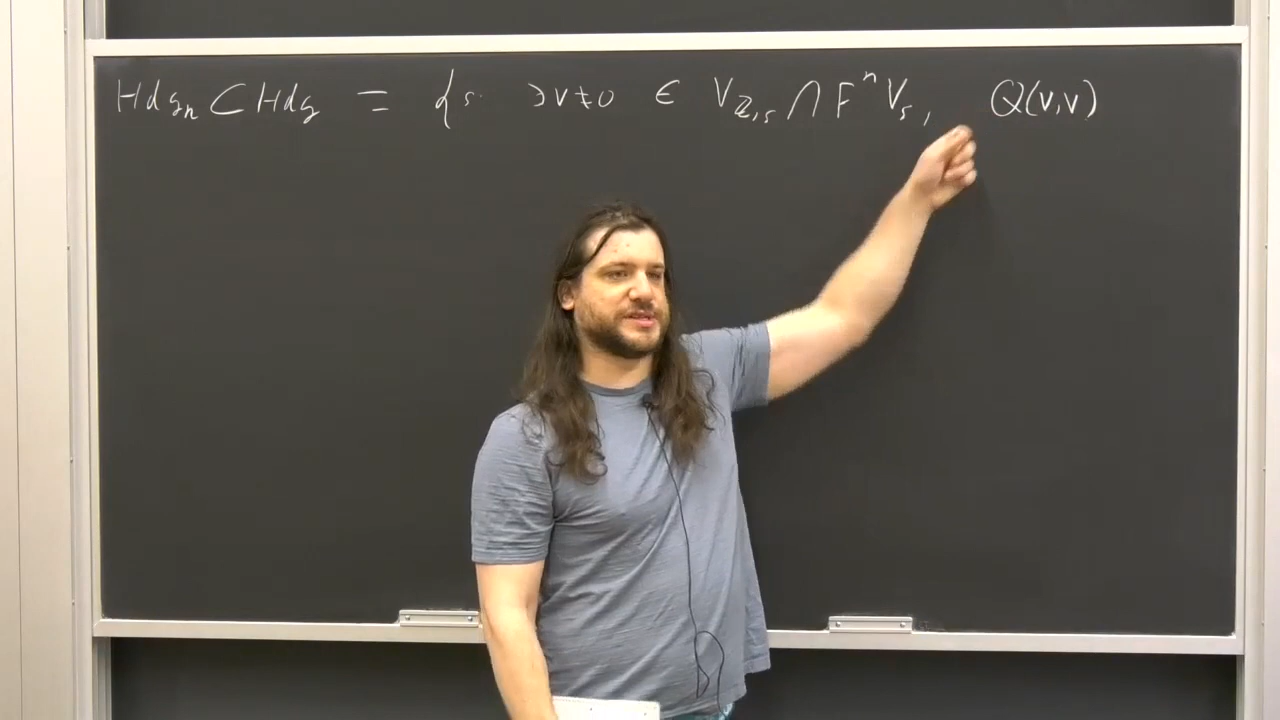 Hdg_n ⊂ Hdg = { s. ∃ v ≠ 0 ∈ V_{ℤ,s} ∩ F^n V_s, Q(v,v)